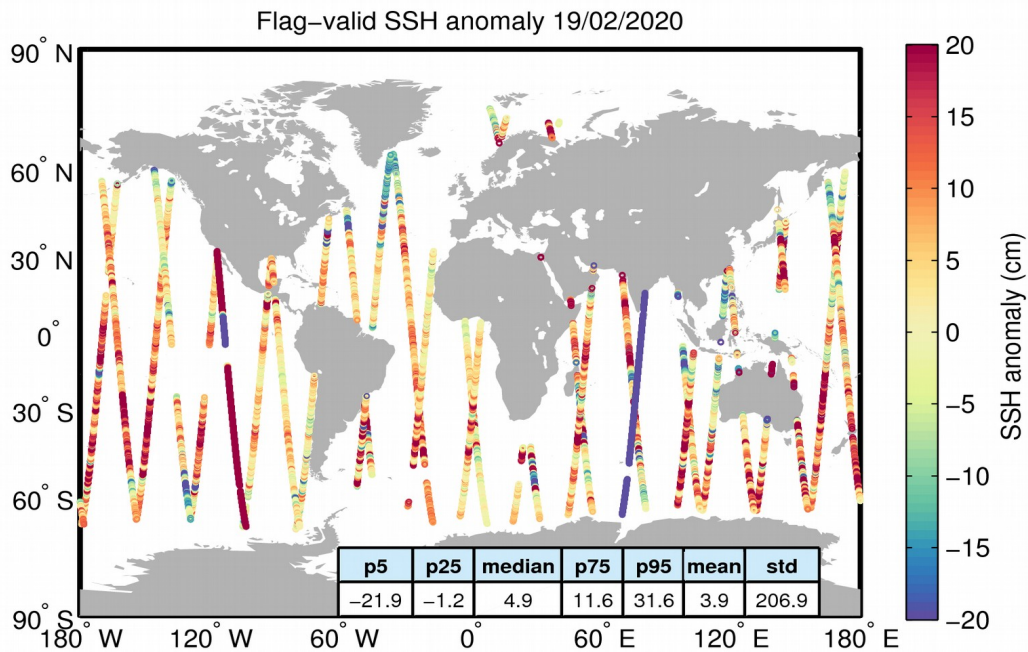 Flag−valid SSH anomaly 19/02/2020
90° N
60° N
30° N
0°
30° S
60° S
90° S
180° W
120° W
60° W
0°
60° E
120° E
180° E
p5 p25 median p75 p95 mean std
−21.9 −1.2 4.9 11.6 31.6 3.9 206.9
20
15
10
5
0
−5
−10
−15
−20
SSH anomaly (cm)